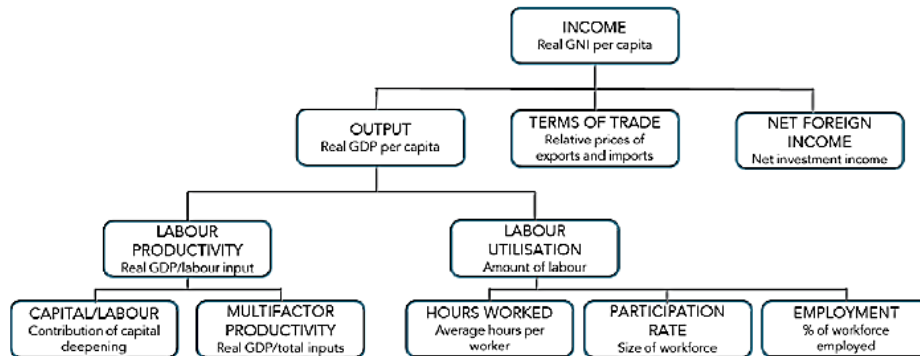 INCOME
Real GNI per capita
OUTPUT
Real GDP per capita
TERMS OF TRADE
Relative prices of
exports and imports
NET FOREIGN
INCOME
Net investment income
LABOUR
PRODUCTIVITY
Real GDP/labour input
LABOUR
UTILISATION
Amount of labour
CAPITAL/LABOUR
Contribution of capital
deepening
MULTIFACTOR
PRODUCTIVITY
Real GDP/total inputs
HOURS WORKED
Average hours per
worker
PARTICIPATION
RATE
Size of workforce
EMPLOYMENT
% of workforce
employed